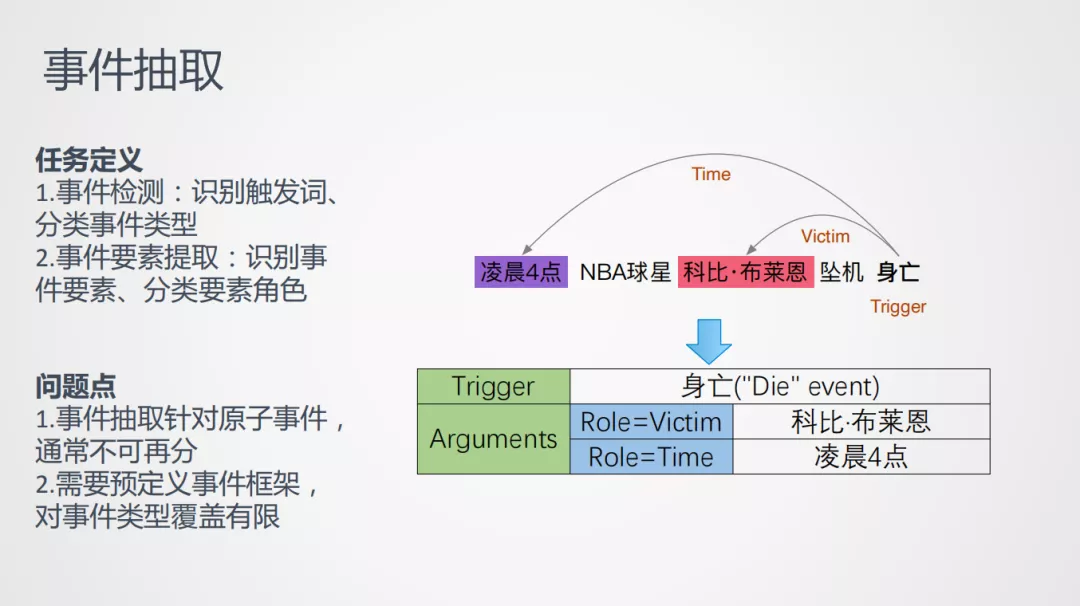 事件抽取
任务定义
1.事件检测：识别触发词、
分类事件类型
2.事件要素提取：识别事
件要素、分类要素角色
问题点
1.事件抽取针对原子事件，
通常不可再分
2.需要预定义事件框架，
对事件类型覆盖有限
Time
Victim
凌晨4点 NBA球星 科比·布莱恩 坠机 身亡
Trigger
Trigger 身亡("Die" event)
Arguments
Role=Victim 科比·布莱恩
Role=Time 凌晨4点